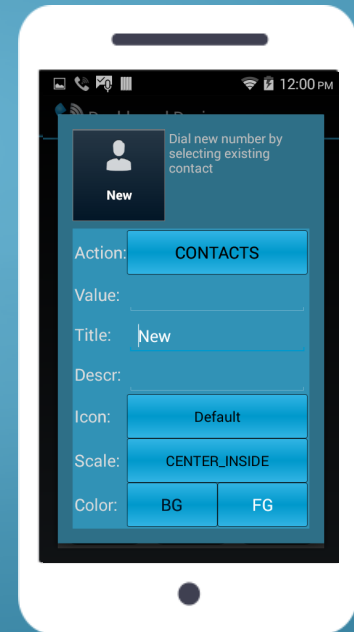 12:00 PM
Dial new number by
selecting existing
contact
New
Action: CONTACTS
Value:
Title: New
Descr:
Icon: Default
Scale: CENTER_INSIDE
Color: BG FG